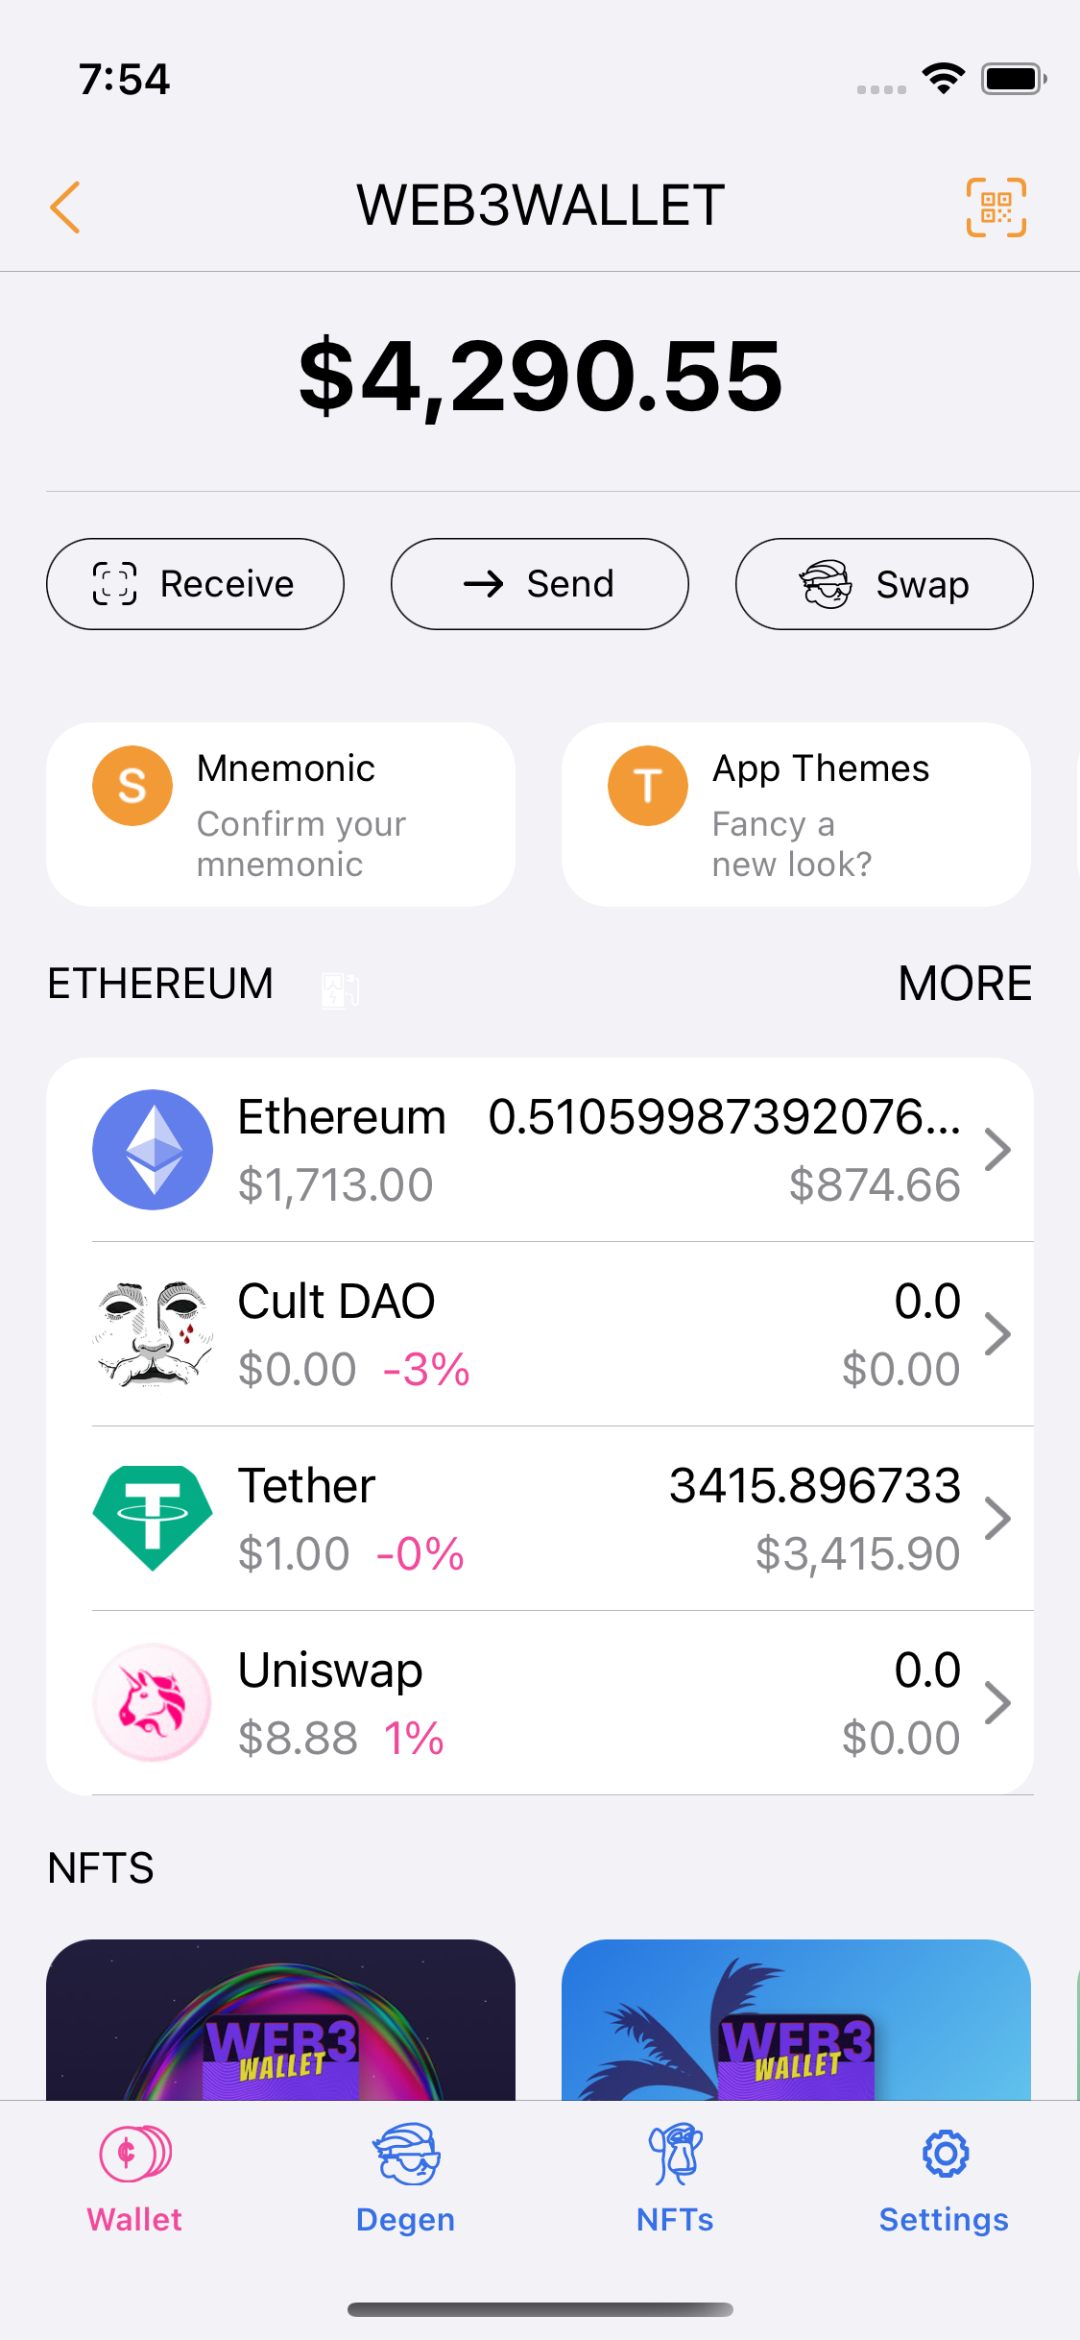 7:54
WEB3WALLET
$4,290.55
Receive
Send
Swap
S
Mnemonic
Confirm your
mnemonic
T
App Themes
Fancy a
new look?
ETHEREUM
MORE
Ethereum 0.51059987392076...
$1,713.00 $874.66
Cult DAO 0.0
$0.00 -3% $0.00
Tether 3415.896733
$1.00 -0% $3,415.90
Uniswap 0.0
$8.88 1% $0.00
NFTS
WEB3
WALLET
WEB3
WALLET
Wallet
Degen
NFTs
Settings